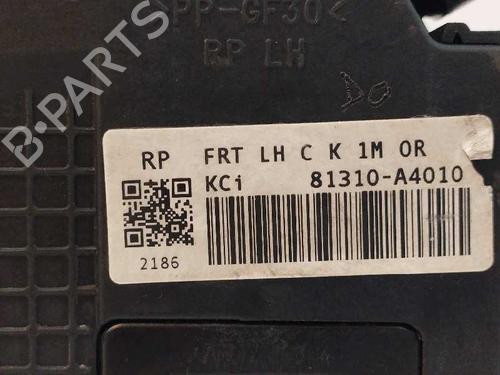 >PP-GF30<
RP LH
B-PARTS
RP FRT LH C K 1M OR
KCi 81310-A4010
2186